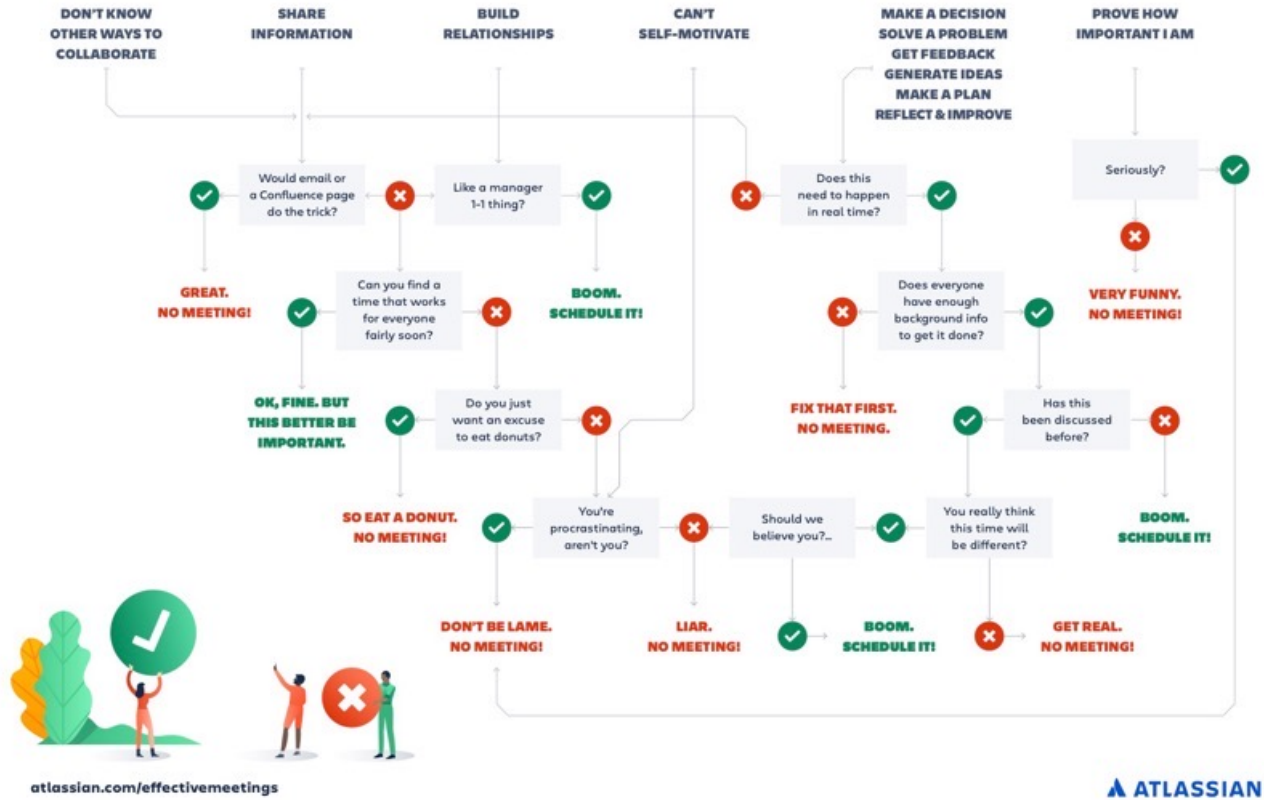 DON'T KNOW
OTHER WAYS TO
COLLABORATE
SHARE
INFORMATION
BUILD
RELATIONSHIPS
CAN'T
SELF-MOTIVATE
MAKE A DECISION
SOLVE A PROBLEM
GET FEEDBACK
GENERATE IDEAS
MAKE A PLAN
REFLECT & IMPROVE
PROVE HOW
IMPORTANT I AM
Would email or
a Confluence page
do the trick?
Like a manager
1-1 thing?
Does this
need to happen
in real time?
Seriously?
GREAT.
NO MEETING!
Can you find a
time that works
for everyone
fairly soon?
BOOM.
SCHEDULE IT!
Does everyone
have enough
background info
to get it done?
VERY FUNNY.
NO MEETING!
OK, FINE. BUT
THIS BETTER BE
IMPORTANT.
Do you just
want an excuse
to eat donuts?
FIX THAT FIRST.
NO MEETING.
Has this
been discussed
before?
SO EAT A DONUT.
NO MEETING!
You're
procrastinating,
aren't you?
Should we
believe you?...
You really think
this time will
be different?
BOOM.
SCHEDULE IT!
DON'T BE LAME.
NO MEETING!
LIAR.
NO MEETING!
BOOM.
SCHEDULE IT!
GET REAL.
NO MEETING!
atlassian.com/effectivemeetings
ATLASSIAN